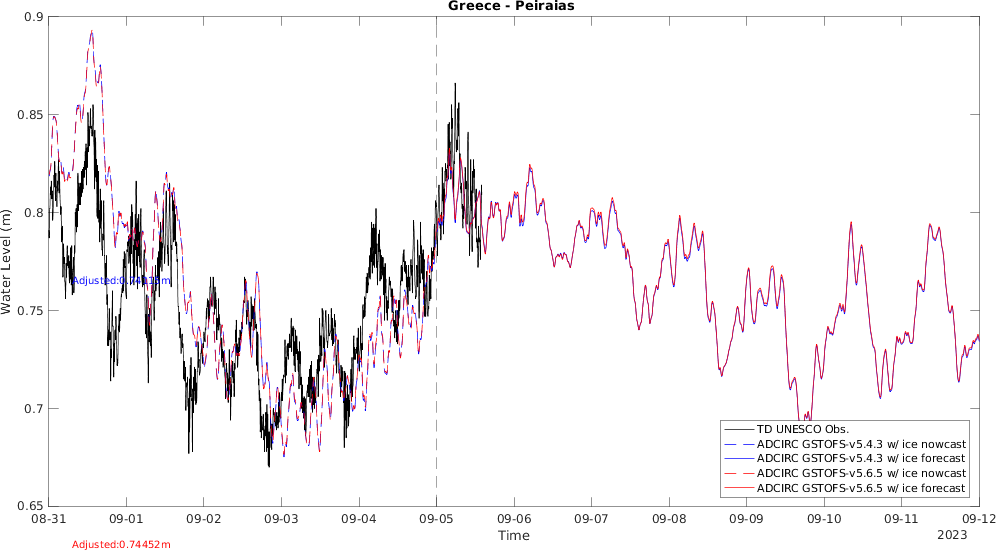 Greece - Peiraias
0.9
0.85
0.8
0.75
0.7
0.65
Water Level (m)
Adjusted:0.74
TD UNESCO Obs.
ADCIRC GSTOFS-v5.4.3 w/ ice nowcast
ADCIRC GSTOFS-v5.4.3 w/ ice forecast
ADCIRC GSTOFS-v5.6.5 w/ ice nowcast
ADCIRC GSTOFS-v5.6.5 w/ ice forecast
08-31 09-01 09-02 09-03 09-04 09-05 09-06 09-07 09-08 09-09 09-10 09-11 09-12
Time
2023
Adjusted:0.74452m